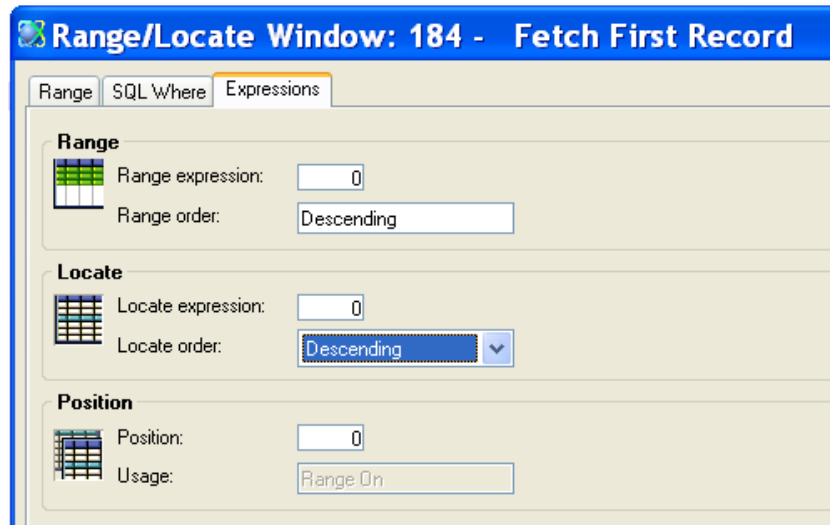 Range/Locate Window: 184 - Fetch First Record
Range SQL Where Expressions
Range
Range expression: 0
Range order: Descending
Locate
Locate expression: 0
Locate order: Descending
Position
Position: 0
Usage: Range On